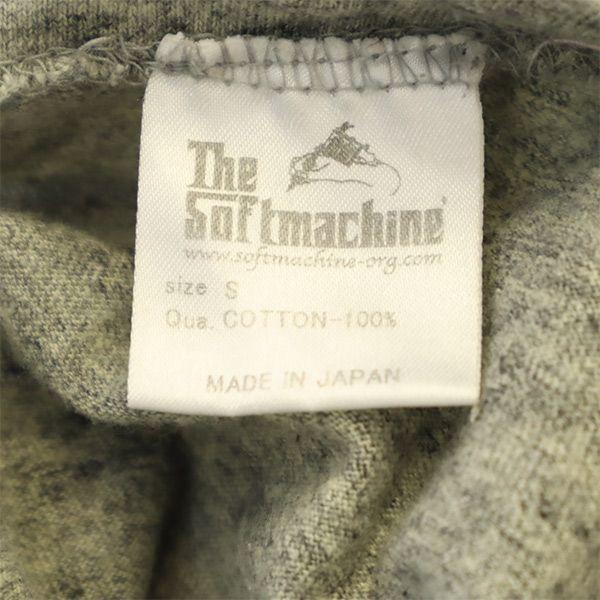 The
Softmachine
www.softmachine-org.com
size S
Qua. COTTON-100%
MADE IN JAPAN